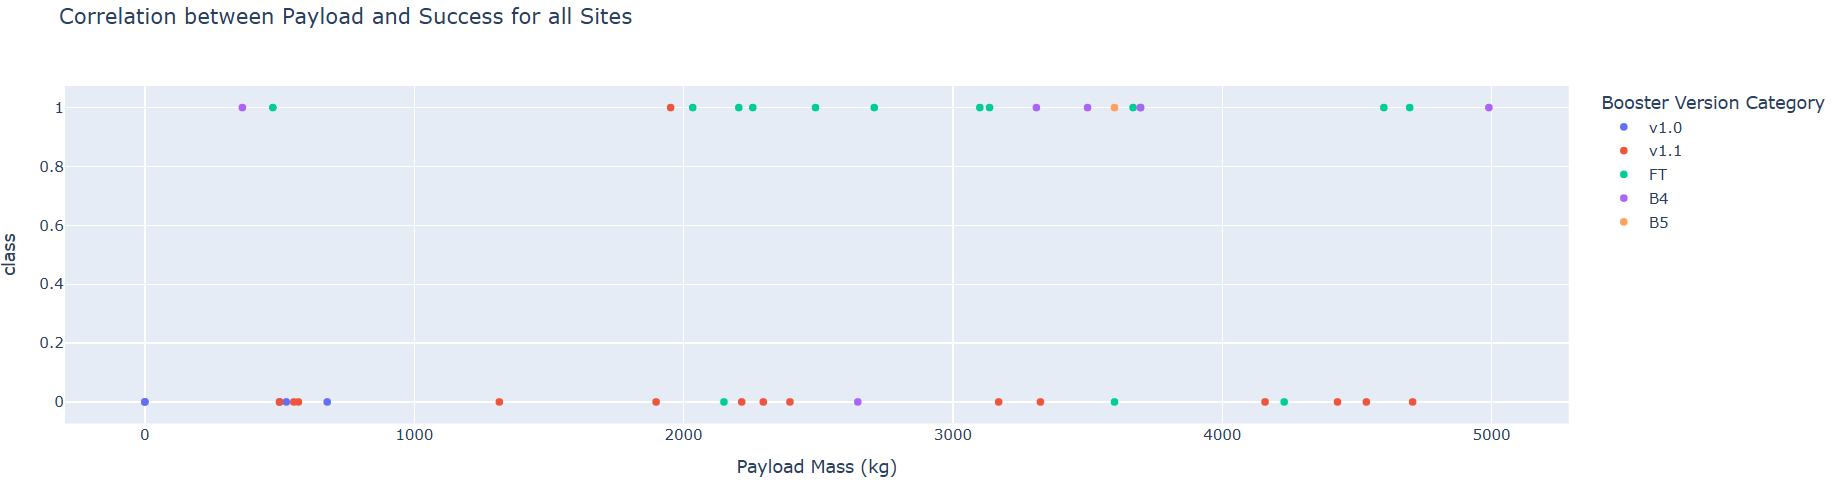 Correlation between Payload and Success for all Sites
1
0.8
0.6
0.4
0.2
0
class
0 1000 2000 3000 4000 5000
Payload Mass (kg)
Booster Version Category
v1.0
v1.1
FT
B4
B5